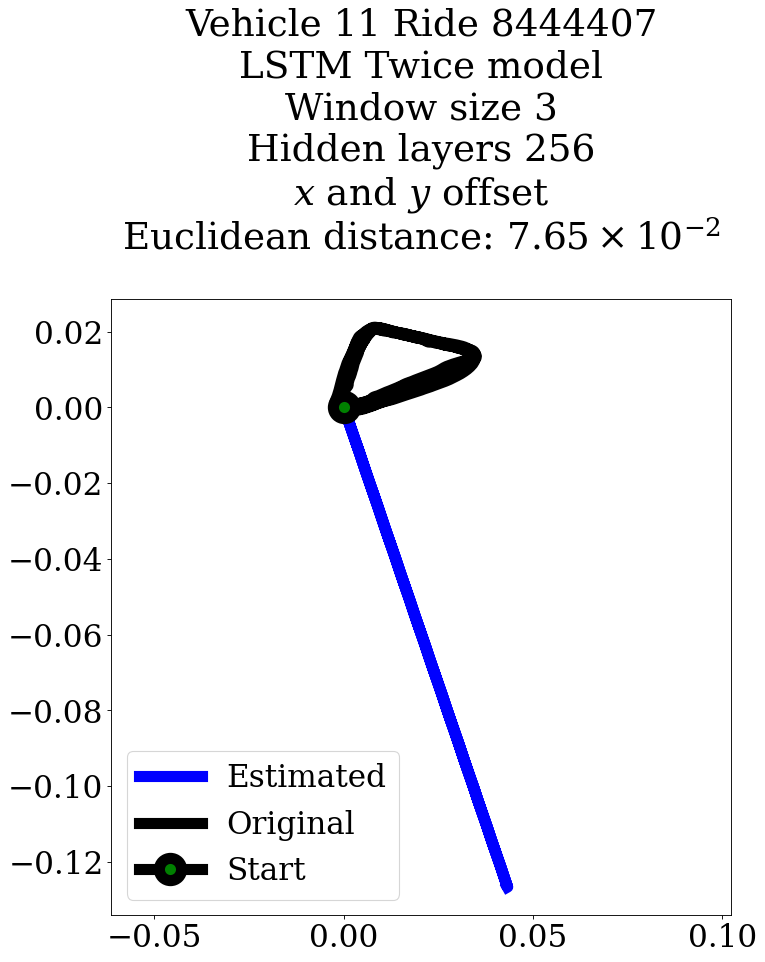 Vehicle 11 Ride 8444407
LSTM Twice model
Window size 3
Hidden layers 256
x and y offset
Euclidean distance: 7.65 × 10⁻²
0.02
0.00
−0.02
−0.04
−0.06
−0.08
−0.10
−0.12
Estimated
Original
Start
−0.05 0.00 0.05 0.10